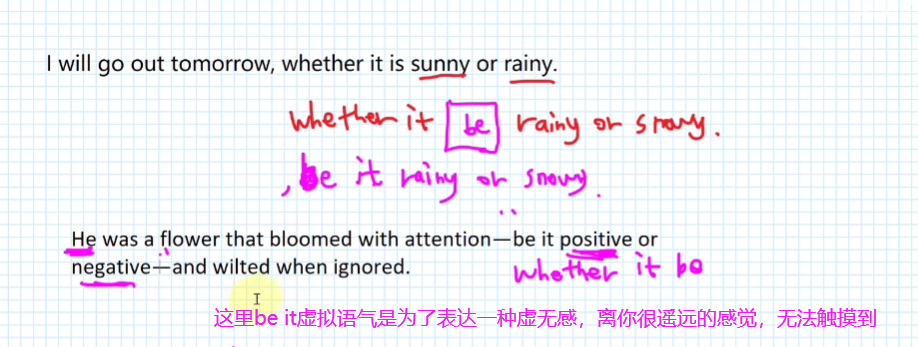 I will go out tomorrow, whether it is sunny or rainy.
whether it be rainy or snowy.
, be it rainy or snowy.
He was a flower that bloomed with attention—be it positive or
negative—and wilted when ignored.
whether it be
这里be it虚拟语气是为了表达一种虚无感，离你很遥远的感觉，无法触摸到